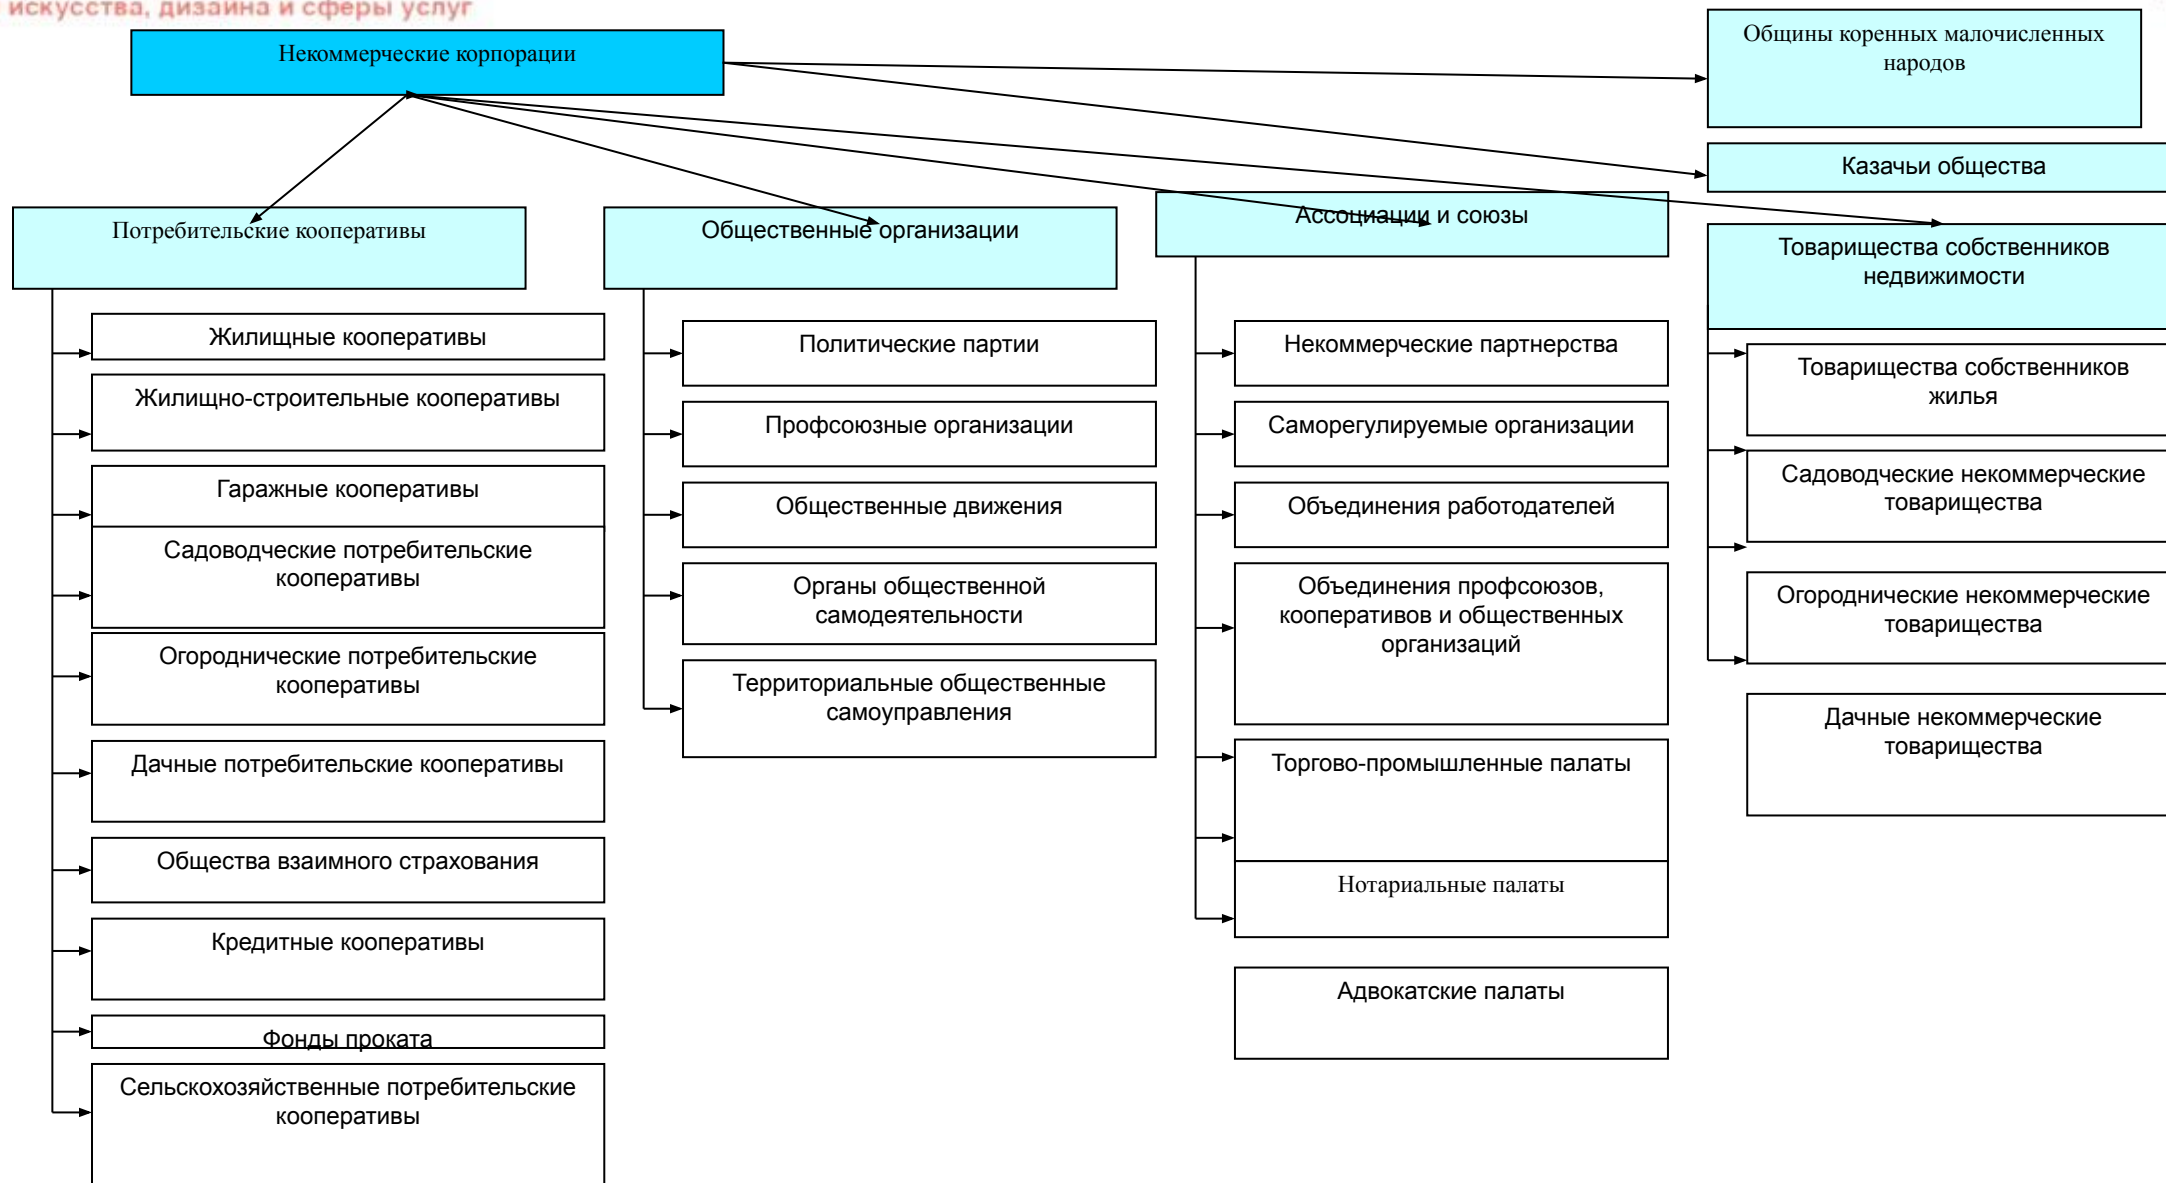 искусства, дизайна и сферы услуг
Некоммерческие корпорации
Общины коренных малочисленных
народов
Казачьи общества
Потребительские кооперативы
Жилищные кооперативы
Жилищно-строительные кооперативы
Гаражные кооперативы
Садоводческие потребительские
кооперативы
Огороднические потребительские
кооперативы
Дачные потребительские кооперативы
Общества взаимного страхования
Кредитные кооперативы
Фонды проката
Сельскохозяйственные потребительские
кооперативы
Общественные организации
Политические партии
Профсоюзные организации
Общественные движения
Органы общественной
самодеятельности
Территориальные общественные
самоуправления
Ассоциации и союзы
Некоммерческие партнерства
Саморегулируемые организации
Объединения работодателей
Объединения профсоюзов,
кооперативов и общественных
организаций
Торгово-промышленные палаты
Нотариальные палаты
Адвокатские палаты
Товарищества собственников
недвижимости
Товарищества собственников
жилья
Садоводческие некоммерческие
товарищества
Огороднические некоммерческие
товарищества
Дачные некоммерческие
товарищества